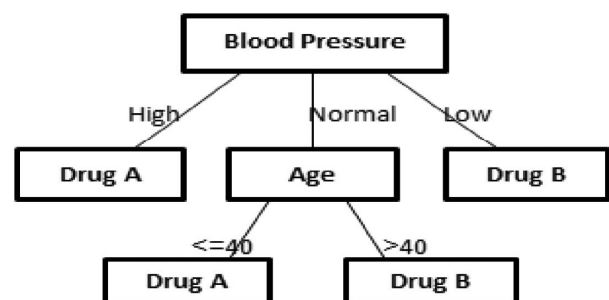 Blood Pressure
High Normal Low
Drug A Age Drug B
<=40 >40
Drug A Drug B